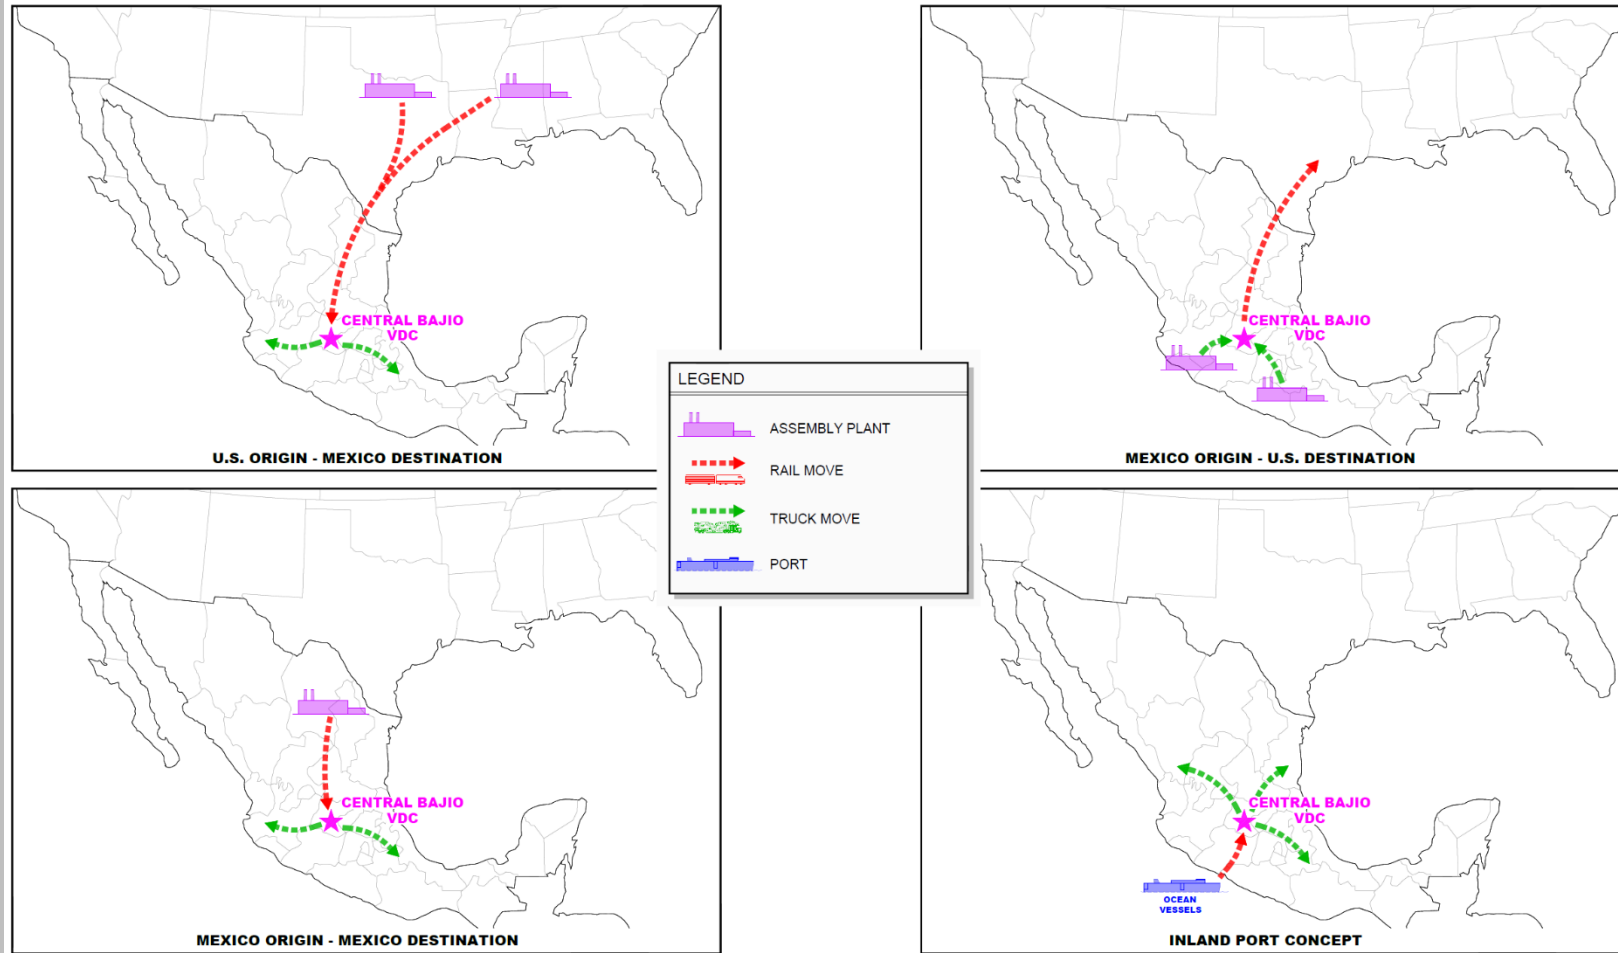 CENTRAL BAJIO
VDC
U.S. ORIGIN - MEXICO DESTINATION
CENTRAL BAJIO
VDC
MEXICO ORIGIN - U.S. DESTINATION
LEGEND
ASSEMBLY PLANT
RAIL MOVE
TRUCK MOVE
PORT
CENTRAL BAJIO
VDC
MEXICO ORIGIN - MEXICO DESTINATION
CENTRAL BAJIO
VDC
OCEAN
VESSELS
INLAND PORT CONCEPT